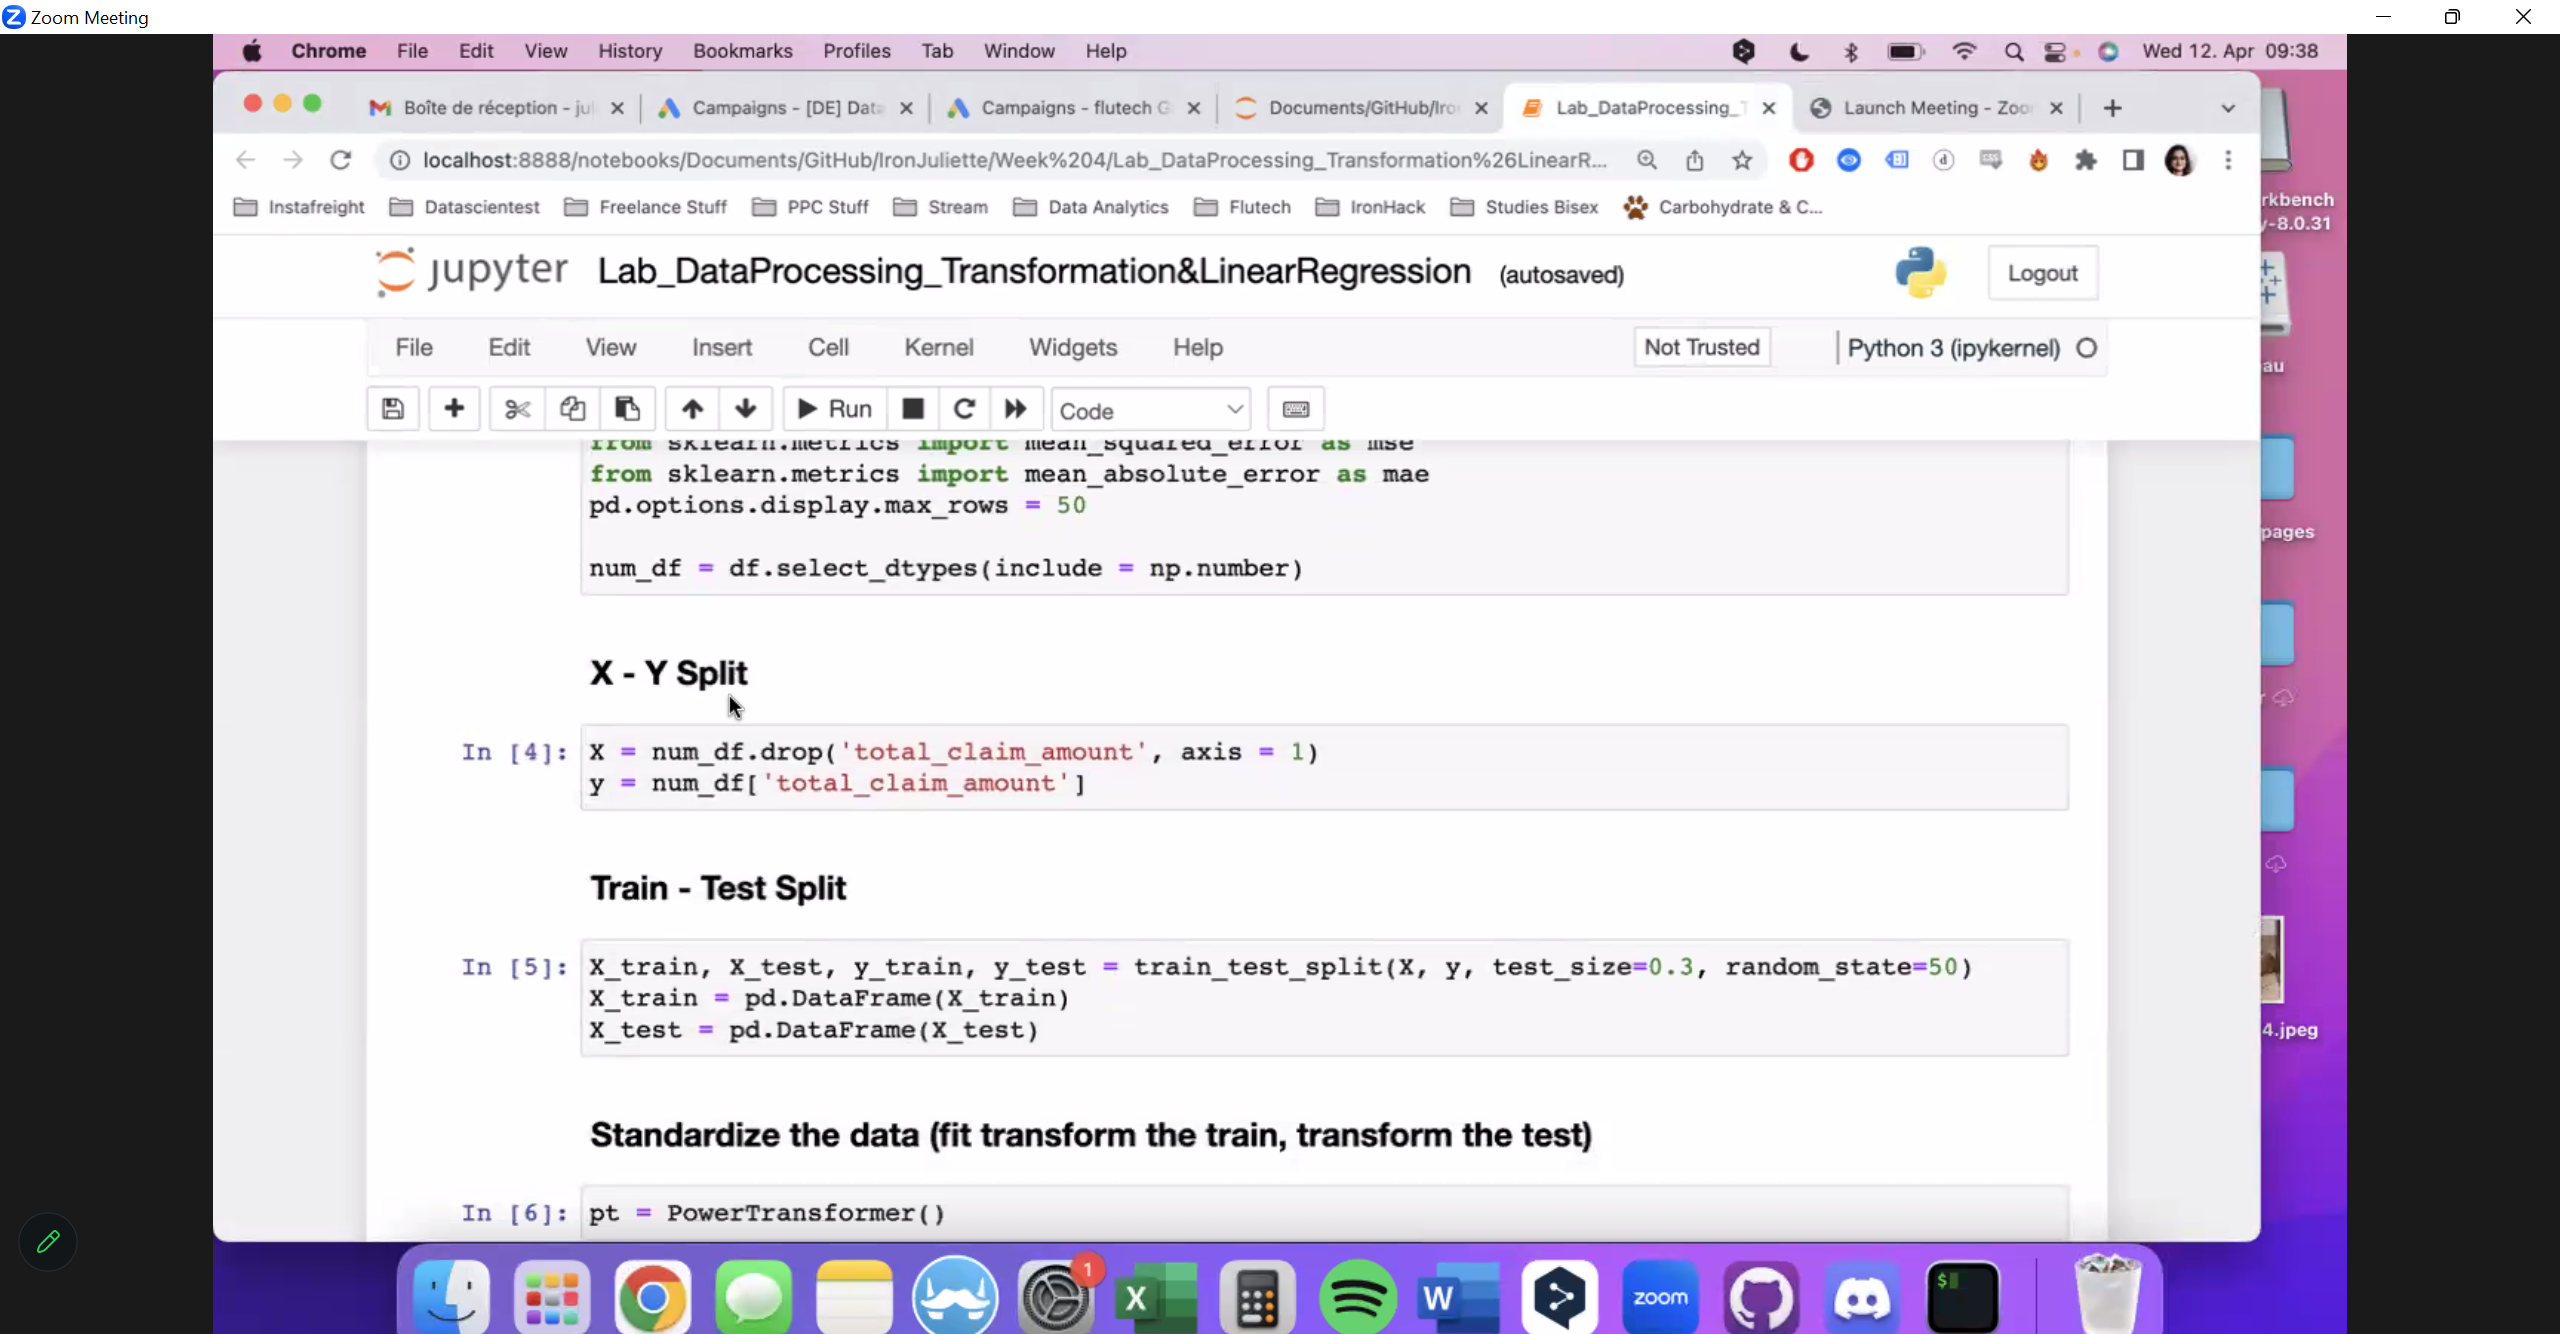 Zoom Meeting
Chrome File Edit View History Bookmarks Profiles Tab Window Help Wed 12. Apr 09:38
Boîte de réception - jul Campaigns - [DE] Data Campaigns - flutech G Documents/GitHub/Iro Lab_DataProcessing_T Launch Meeting - Zoo
localhost:8888/notebooks/Documents/GitHub/IronJuliette/Week%204/Lab_DataProcessing_Transformation%26LinearR...
Instafreight Datascientest Freelance Stuff PPC Stuff Stream Data Analytics Flutech IronHack Studies Bisex Carbohydrate & C...
rkbench
y-8.0.31
jupyter Lab_DataProcessing_Transformation&LinearRegression (autosaved) Logout
File Edit View Insert Cell Kernel Widgets Help Not Trusted Python 3 (ipykernel)
au
Run Code
from sklearn.metrics import mean_squared_error as mse
from sklearn.metrics import mean_absolute_error as mae
pd.options.display.max_rows = 50
pages
num_df = df.select_dtypes(include = np.number)
X - Y Split
r
In [4]: X = num_df.drop('total_claim_amount', axis = 1)
y = num_df['total_claim_amount']
Train - Test Split
In [5]: X_train, X_test, y_train, y_test = train_test_split(X, y, test_size=0.3, random_state=50)
X_train = pd.DataFrame(X_train)
X_test = pd.DataFrame(X_test)
4.jpeg
Standardize the data (fit transform the train, transform the test)
In [6]: pt = PowerTransformer()
1
X
W
zoom
$